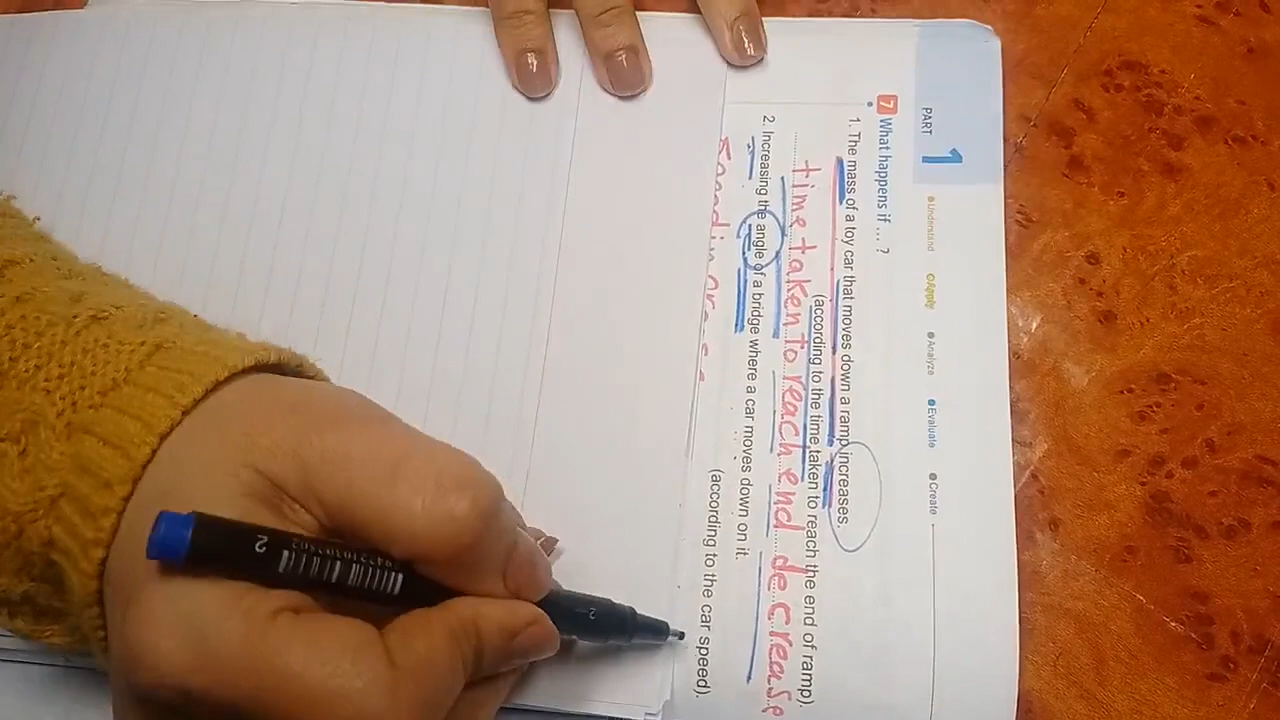 PART 1
Understand Apply Analyze Evaluate Create
7 What happens if ... ?
1. The mass of a toy car that moves down a ramp increases.
(according to the time taken to reach the end of ramp).
time taken to reach end decrease
2. Increasing the angle of a bridge where a car moves down on it.
(according to the car speed).
2